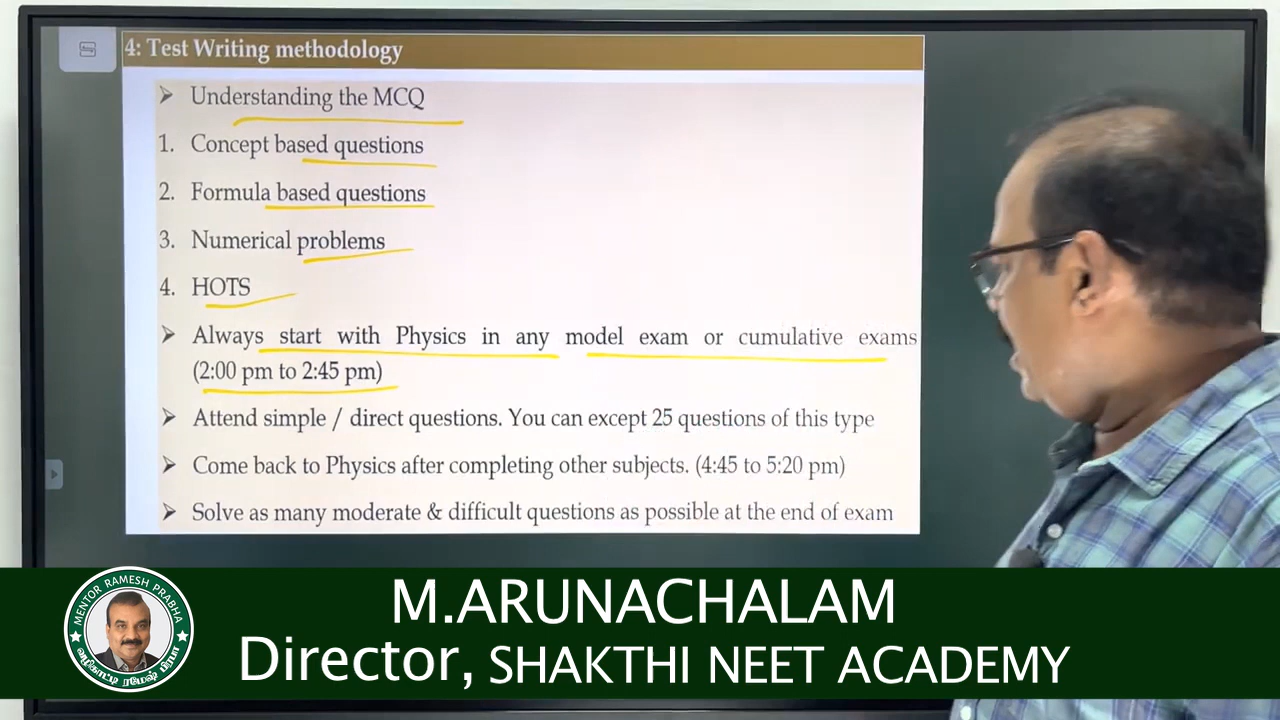 4: Test Writing methodology
➤ Understanding the MCQ
1. Concept based questions
2. Formula based questions
3. Numerical problems
4. HOTS
➤ Always start with Physics in any model exam or cumulative exams
(2:00 pm to 2:45 pm)
➤ Attend simple / direct questions. You can except 25 questions of this type
➤ Come back to Physics after completing other subjects. (4:45 to 5:20 pm)
➤ Solve as many moderate & difficult questions as possible at the end of exam
M.ARUNACHALAM
Director, SHAKTHI NEET ACADEMY
MENTOR RAMESH PRABHA
வழிகாட்டி ரமேஷ் பிரபா